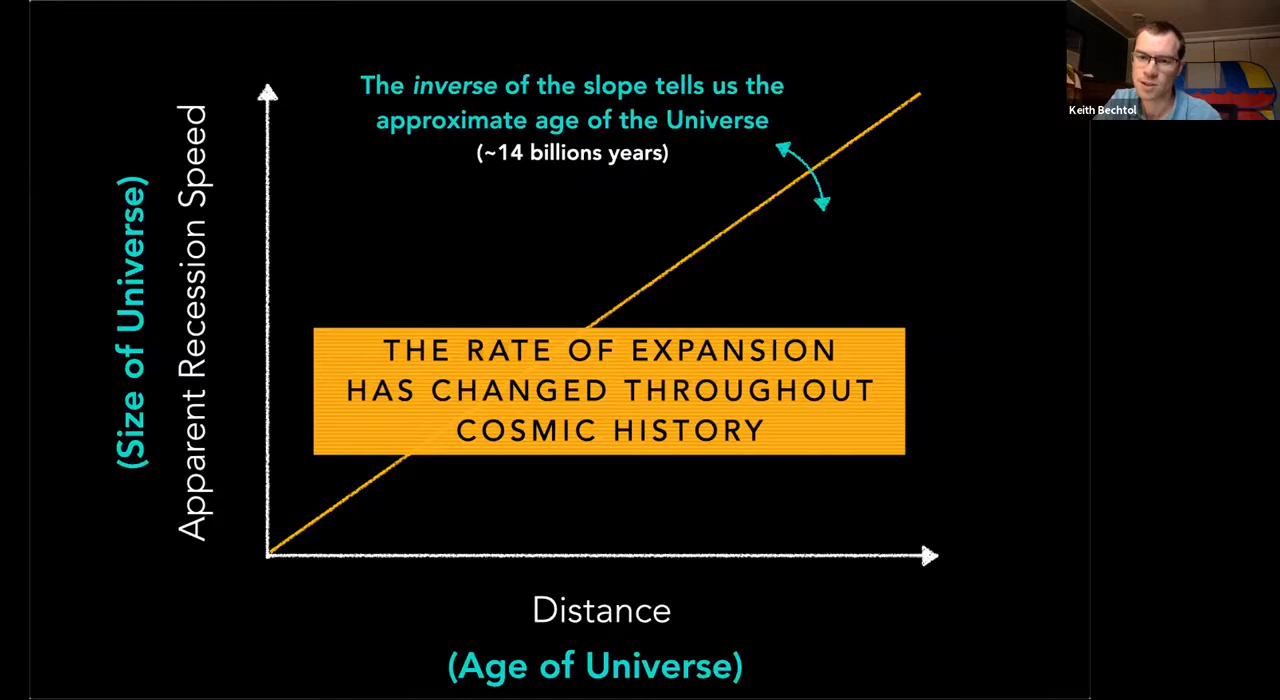 The inverse of the slope tells us the
approximate age of the Universe
(~14 billions years)
(Size of Universe)
Apparent Recession Speed
THE RATE OF EXPANSION
HAS CHANGED THROUGHOUT
COSMIC HISTORY
Distance
(Age of Universe)
Keith Bechtol